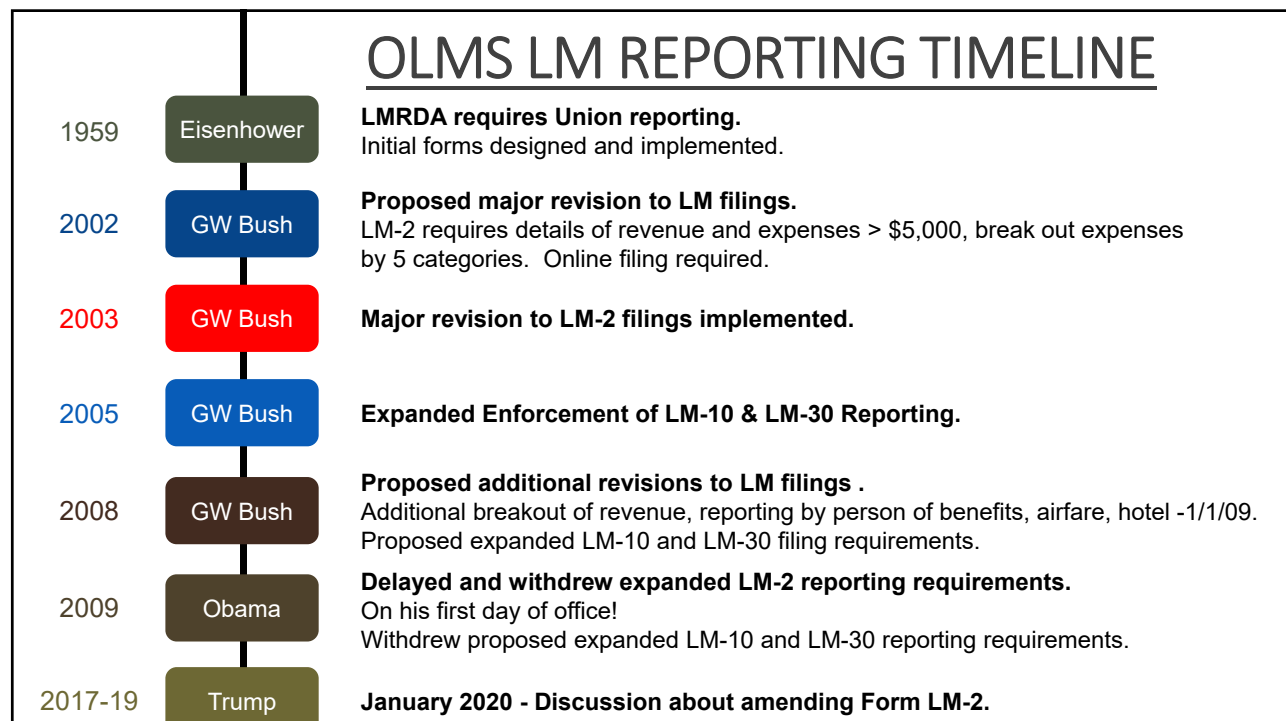 OLMS LM REPORTING TIMELINE
1959
Eisenhower
LMRDA requires Union reporting.
Initial forms designed and implemented.
2002
GW Bush
Proposed major revision to LM filings.
LM-2 requires details of revenue and expenses > $5,000, break out expenses
by 5 categories.  Online filing required.
2003
GW Bush
Major revision to LM-2 filings implemented.
2005
GW Bush
Expanded Enforcement of LM-10 & LM-30 Reporting.
2008
GW Bush
Proposed additional revisions to LM filings .
Additional breakout of revenue, reporting by person of benefits, airfare, hotel -1/1/09.
Proposed expanded LM-10 and LM-30 filing requirements.
2009
Obama
Delayed and withdrew expanded LM-2 reporting requirements.
On his first day of office!
Withdrew proposed expanded LM-10 and LM-30 reporting requirements.
2017-19
Trump
January 2020 - Discussion about amending Form LM-2.